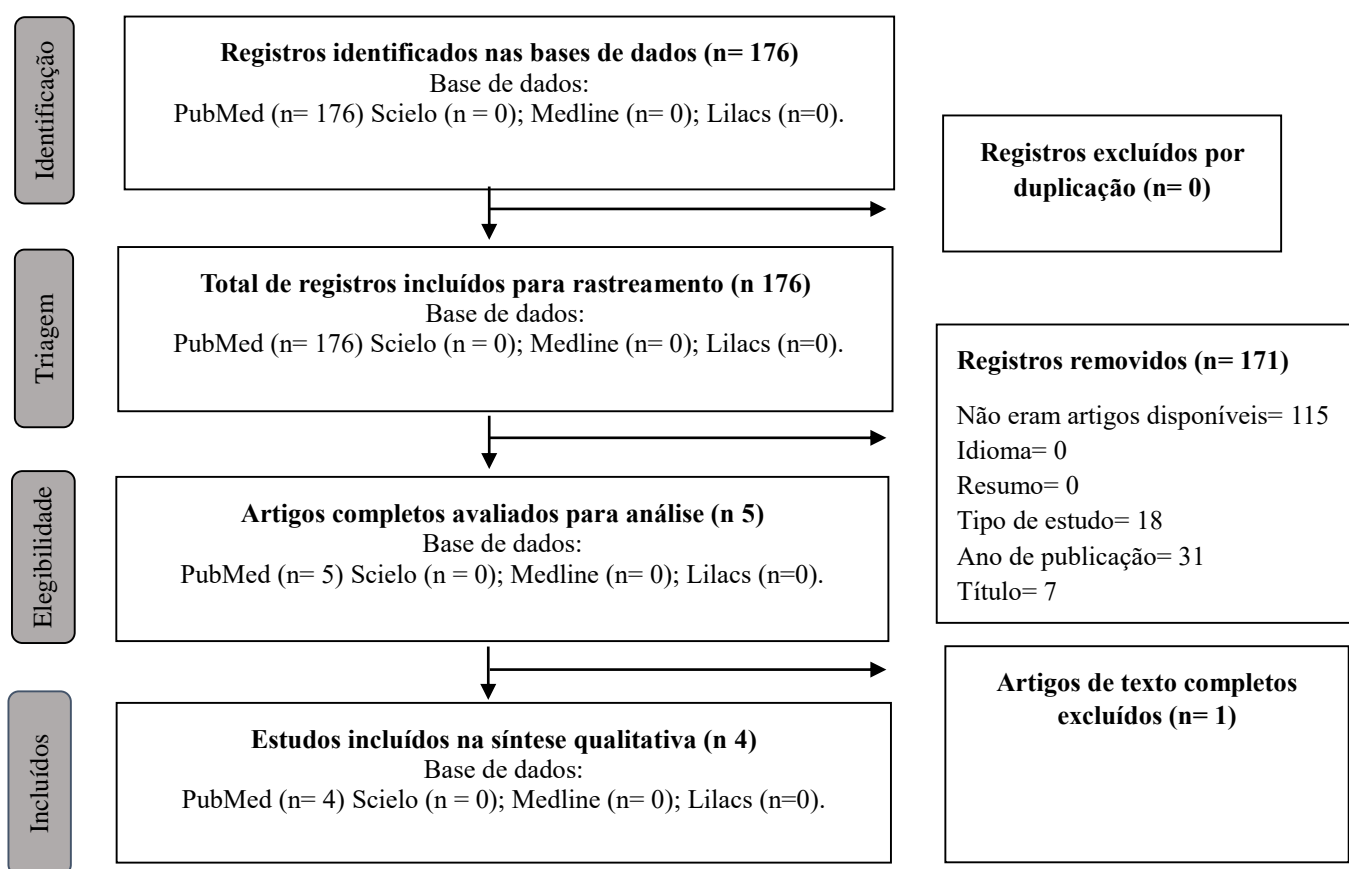 Identificação
Registros identificados nas bases de dados (n= 176)
Base de dados:
PubMed (n= 176) Scielo (n = 0); Medline (n= 0); Lilacs (n=0).
Registros excluídos por
duplicação (n= 0)
Triagem
Total de registros incluídos para rastreamento (n 176)
Base de dados:
PubMed (n= 176) Scielo (n = 0); Medline (n= 0); Lilacs (n=0).
Registros removidos (n= 171)
Não eram artigos disponíveis= 115
Idioma= 0
Resumo= 0
Tipo de estudo= 18
Ano de publicação= 31
Título= 7
Elegibilidade
Artigos completos avaliados para análise (n 5)
Base de dados:
PubMed (n= 5) Scielo (n = 0); Medline (n= 0); Lilacs (n=0).
Artigos de texto completos
excluídos (n= 1)
Incluídos
Estudos incluídos na síntese qualitativa (n 4)
Base de dados:
PubMed (n= 4) Scielo (n = 0); Medline (n= 0); Lilacs (n=0).